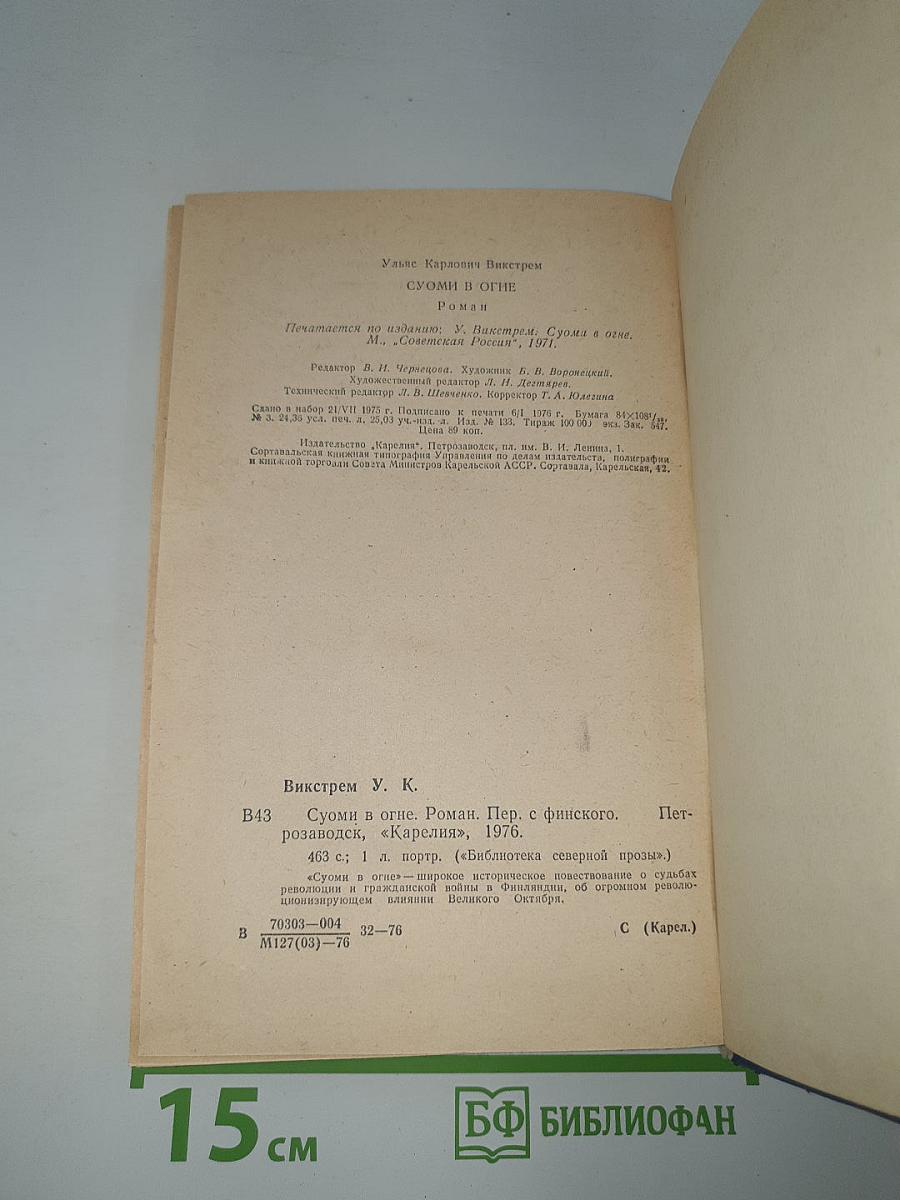 Ульяс Карлович Викстрем
СУОМИ В ОГНЕ
Роман
Печатается по изданию: У. Викстрем: Суоми в огне.
М., „Советская Россия", 1971.
Редактор В. И. Чернецова. Художник Б. В. Воронецкий.
Художественный редактор Л. Н. Дегтярев.
Технический редактор Л. В. Шевченко. Корректор Т. А. Юлегина
Сдано в набор 21/VII 1975 г. Подписано к печати 6/I 1976 г. Бумага 84×108¹/₃₂.
№ 3. 24,36 усл. печ. л. 25,03 уч.-изд. л. Изд. № 133. Тираж 100 000 экз. Зак. 547.
Цена 89 коп.
Издательство „Карелия". Петрозаводск, пл. им. В. И. Ленина, 1.
Сортавальская книжная типография Управления по делам издательств, полиграфии
и книжной торговли Совета Министров Карельской АССР. Сортавала, Карельская, 42.
Викстрем У. К.
В43 Суоми в огне. Роман. Пер. с финского. Пет-
розаводск, «Карелия», 1976.
463 с.; 1 л. портр. («Библиотека северной прозы».)
«Суоми в огне» — широкое историческое повествование о судьбах
революции и гражданской войны в Финляндии, об огромном револю-
ционизирующем влиянии Великого Октября.
В 70303—004 32—76 С (Карел.)
М127(03)—76
15 см
БФ БИБЛИОФАН